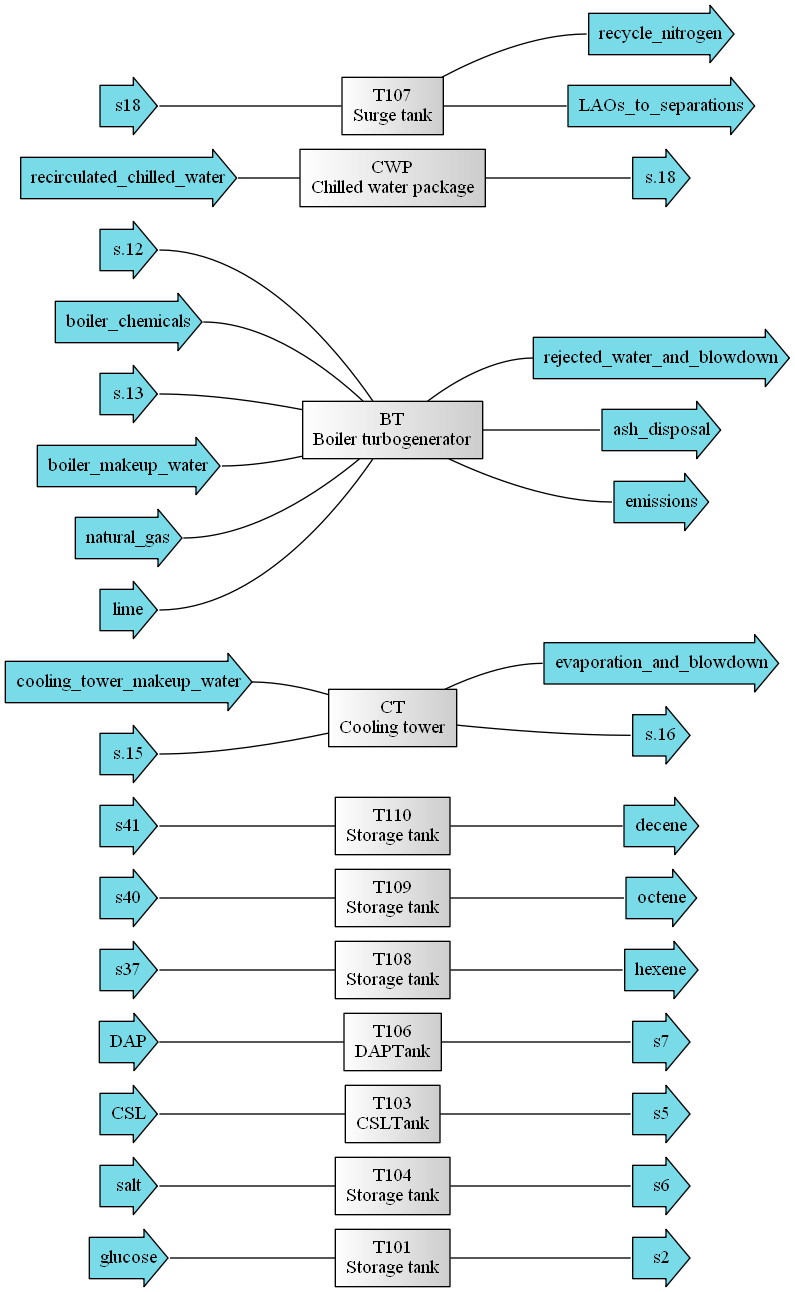 recycle_nitrogen
s18
T107
Surge tank
LAOs_to_separations
recirculated_chilled_water
CWP
Chilled water package
s.18
s.12
boiler_chemicals
rejected_water_and_blowdown
s.13
BT
Boiler turbogenerator
ash_disposal
boiler_makeup_water
emissions
natural_gas
lime
evaporation_and_blowdown
cooling_tower_makeup_water
CT
Cooling tower
s.16
s.15
s41
T110
Storage tank
decene
s40
T109
Storage tank
octene
s37
T108
Storage tank
hexene
DAP
T106
DAPTank
s7
CSL
T103
CSLTank
s5
salt
T104
Storage tank
s6
glucose
T101
Storage tank
s2